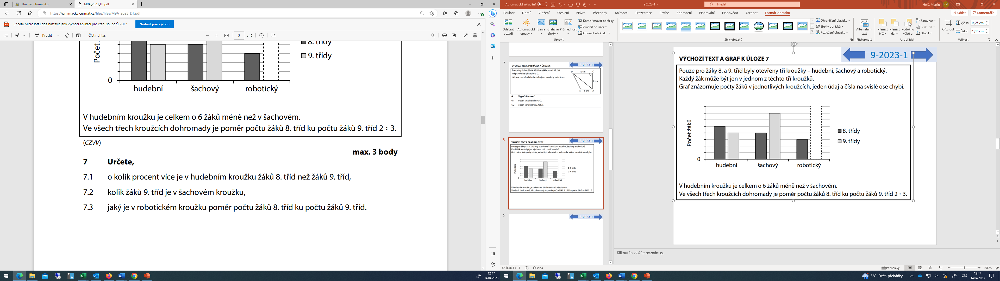 Umíme informatiku
M9A_2023_DT.pdf
https://prijimacky.cermat.cz/files/files/M9A_2023_DT.pdf
Chcete Microsoft Edge nastavit jako výchozí aplikaci pro čtení souborů PDF?
Nastavit jako výchozí
Kreslit
Číst nahlas
5
z 12
Počet
8. třídy
9. třídy
0
hudební
šachový
robotický
V hudebním kroužku je celkem o 6 žáků méně než v šachovém.
Ve všech třech kroužcích dohromady je poměr počtu žáků 8. tříd ku počtu žáků 9. tříd 2 : 3.
(CZVV)
max. 3 body
7 Určete,
7.1 o kolik procent více je v hudebním kroužku žáků 8. tříd než žáků 9. tříd,
7.2 kolik žáků 9. tříd je v šachovém kroužku,
7.3 jaký je v robotickém kroužku poměr počtu žáků 8. tříd ku počtu žáků 9. tříd.
12:47
14.04.2023
Automatické ukládání
9 2023-1
Hledat
Holý, Martin
HM
Soubor Domů Vložení Kreslení Návrh Přechody Animace Prezentace Revize Zobrazení Nahrávání Nápověda Acrobat Formát obrázku
Sdílet
Komentáře
Odebrat pozadí
Automatické opravy
Barva
Grafické efekty
Průhlednost
Komprimovat obrázky
Změnit obrázek
Obnovit obrázek
Upravit
Styly obrázků
Ohraničení obrázku
Efekty obrázků
Rozložení obrázku
Alternativní text
Přístupnost
Přenést blíž
Přenést dál
Podokno výběru
Zarovnat
Seskupit
Otočit
Uspořádat
Oříznout
Výška: 14,26 cm
Šířka: 23,16 cm
Velikost
7
9-2023-1
VÝCHOZÍ TEXT A OBRÁZEK K ÚLOZE 6
Pravoúhlý lichoběžník ABCD se základnami AB, CD
má pravý úhel při vrcholu C.
Některé rozměry lichoběžníku jsou uvedeny v obrázku.
D 10 cm C
8 cm
A 6 cm B
6 Vypočtěte v cm²
6.1 obsah trojúhelníku ABD,
6.2 obsah lichoběžníku ABCD.
8
9-2023-1
VÝCHOZÍ TEXT A GRAF K ÚLOZE 7
Pouze pro žáky 8. a 9. tříd byly otevřeny tři kroužky – hudební, šachový a robotický.
Každý žák může být jen v jednom z těchto tří kroužků.
Graf znázorňuje počty žáků v jednotlivých kroužcích, jeden údaj a čísla na svislé ose chybí.
Počet žáků
8. třídy
9. třídy
0
hudební šachový robotický
V hudebním kroužku je celkem o 6 žáků méně než v šachovém.
Ve všech třech kroužcích dohromady je poměr počtu žáků 8. tříd ku počtu žáků 9. tříd 2 : 3.
9
9-2023-1
9-2023-1
VÝCHOZÍ TEXT A GRAF K ÚLOZE 7
Pouze pro žáky 8. a 9. tříd byly otevřeny tři kroužky – hudební, šachový a robotický.
Každý žák může být jen v jednom z těchto tří kroužků.
Graf znázorňuje počty žáků v jednotlivých kroužcích, jeden údaj a čísla na svislé ose chybí.
Počet žáků
8. třídy
9. třídy
0
hudební šachový robotický
V hudebním kroužku je celkem o 6 žáků méně než v šachovém.
Ve všech třech kroužcích dohromady je poměr počtu žáků 8. tříd ku počtu žáků 9. tříd 2 : 3.
Kliknutím vložíte poznámky.
Snímek 8 z 15
Čeština
Poznámky
106 %
6°C Dešť. přeháňky
CES
12:47
14.04.2023